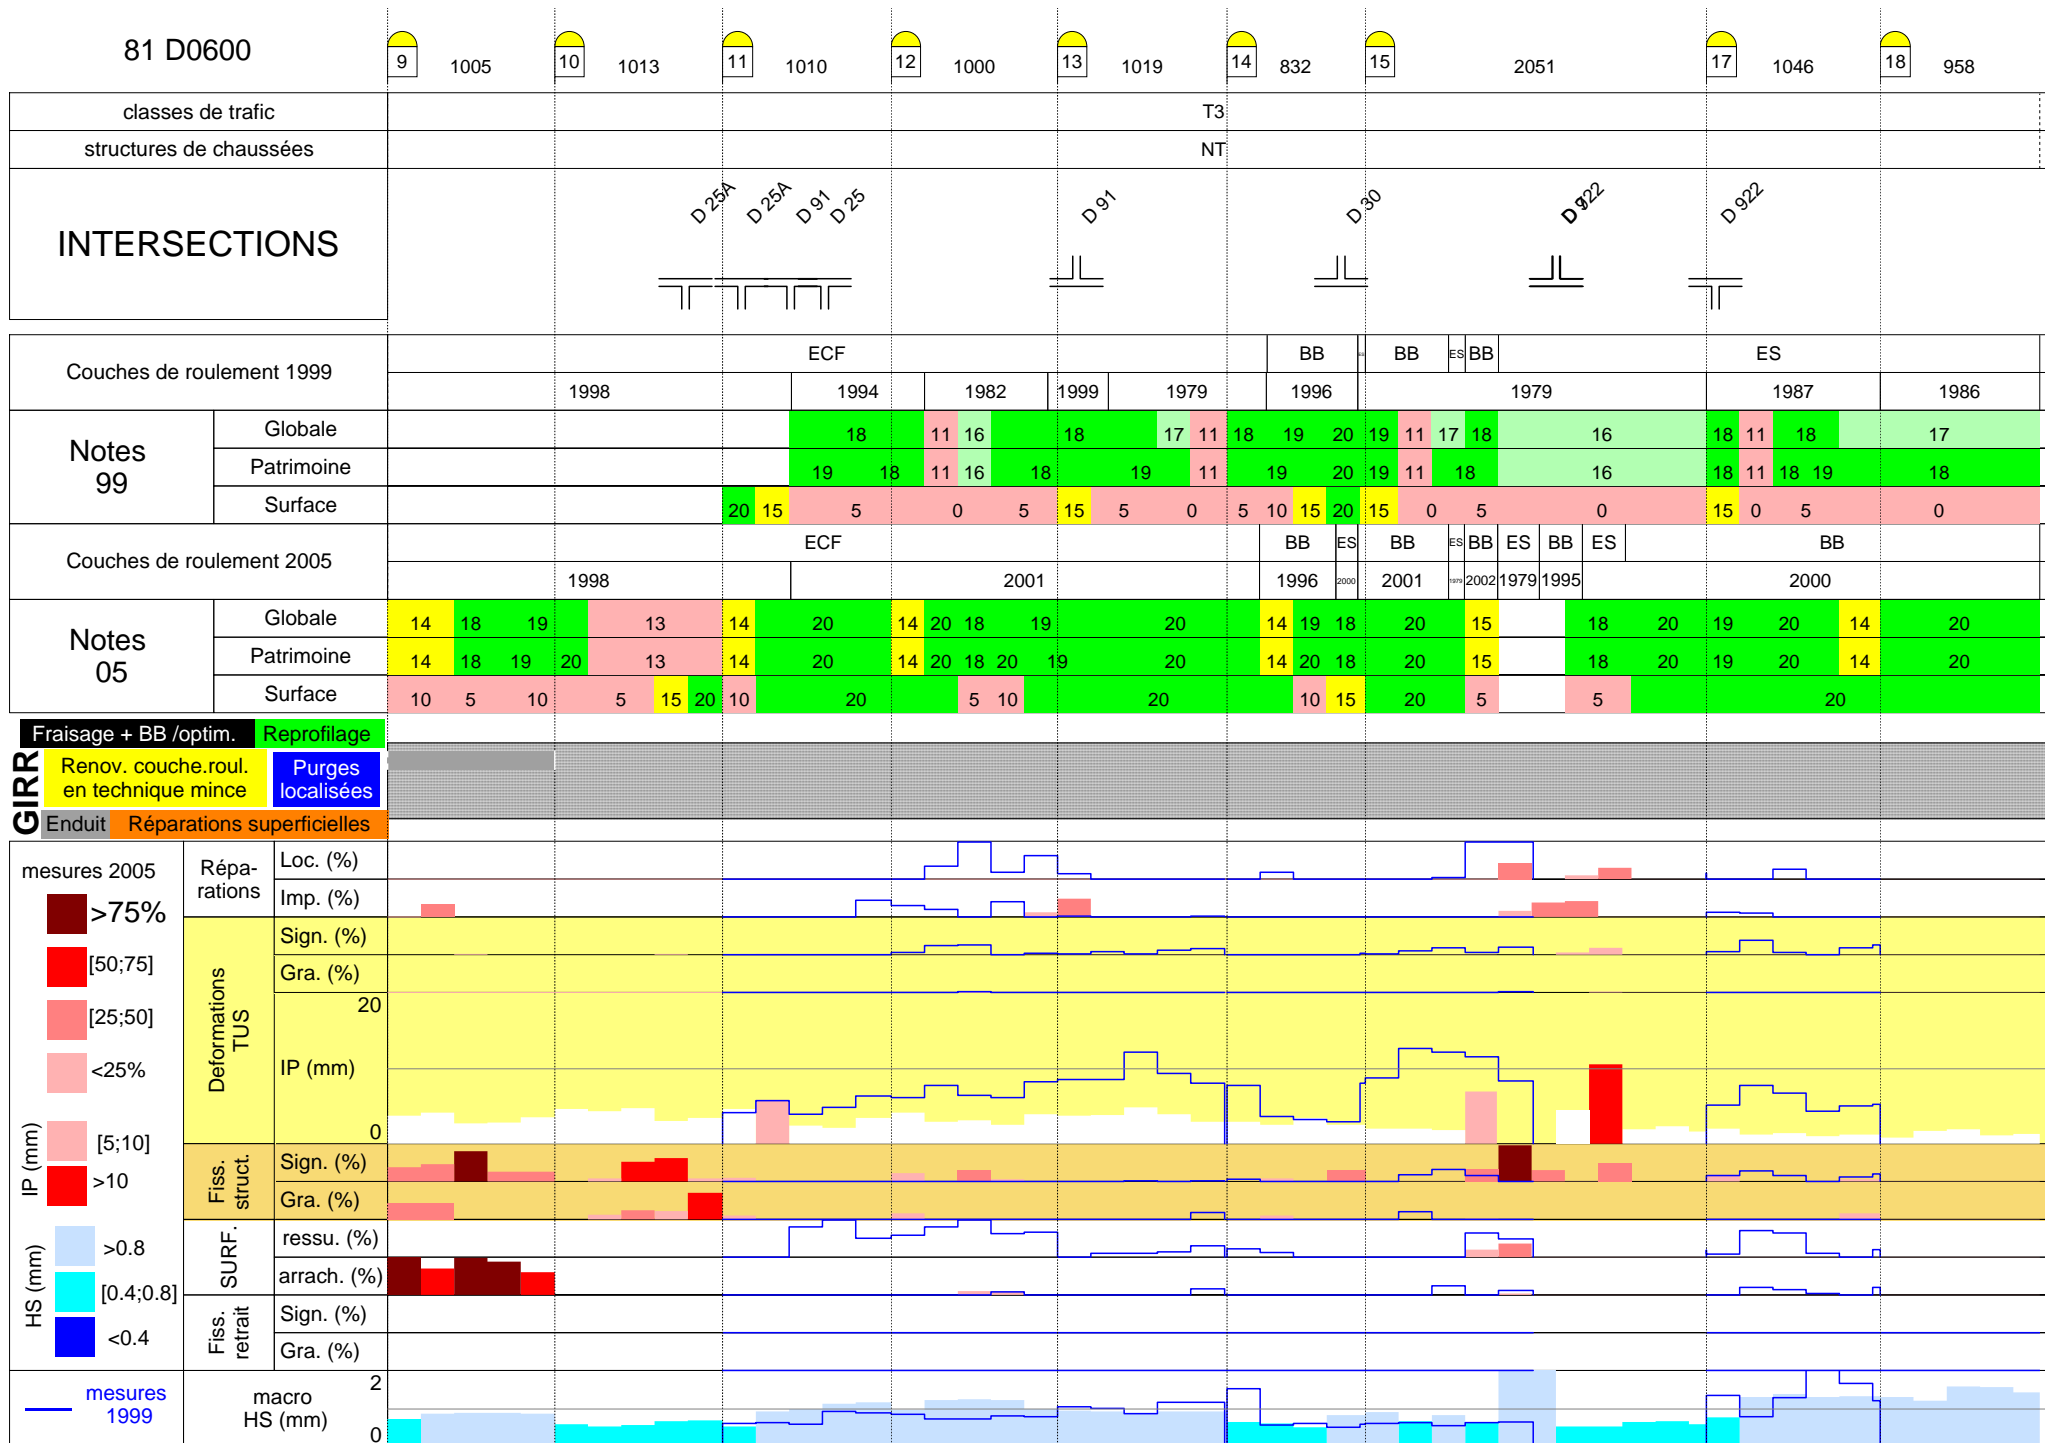 81 D0600
9 1005 10 1013 11 1010 12 1000 13 1019 14 832 15 2051 17 1046 18 958
classes de trafic T3
structures de chaussées NT
INTERSECTIONS
D 25A D 25A D 91 D 25 D 91 D 30 D 922 D 922
Couches de roulement 1999
ECF BB BB ES BB ES
1998 1994 1982 1999 1979 1996 1979 1987 1986
Notes 99
Globale 18 11 16 18 17 11 18 19 20 19 11 17 18 16 18 11 18 17
Patrimoine 19 18 11 16 18 19 11 19 20 19 11 18 16 18 11 18 19 18
Surface 20 15 5 0 5 15 5 0 5 10 15 20 15 0 5 0 15 0 5 0
Couches de roulement 2005
ECF BB ES BB ES BB ES BB ES BB
1998 2001 1996 2000 2001 1979 2002 1979 1995 2000
Notes 05
Globale 14 18 19 13 14 20 14 20 18 19 20 14 19 18 20 15 18 20 19 20 14 20
Patrimoine 14 18 19 20 13 14 20 14 20 18 20 19 20 14 20 18 20 15 18 20 19 20 14 20
Surface 10 5 10 5 15 20 10 20 5 10 20 10 15 20 5 5 20
GIRR
Fraisage + BB /optim. Reprofilage
Renov. couche.roul.
en technique mince
Purges
localisées
Enduit Réparations superficielles
mesures 2005
>75%
[50;75]
[25;50]
<25%
IP (mm)
[5;10]
>10
HS (mm)
>0.8
[0.4;0.8]
<0.4
mesures
1999
Répa-
rations
Loc. (%)
Imp. (%)
Deformations
TUS
Sign. (%)
Gra. (%)
20
IP (mm)
0
Fiss.
struct.
Sign. (%)
Gra. (%)
SURF.
ressu. (%)
arrach. (%)
Fiss.
retrait
Sign. (%)
Gra. (%)
macro
HS (mm)
2
0